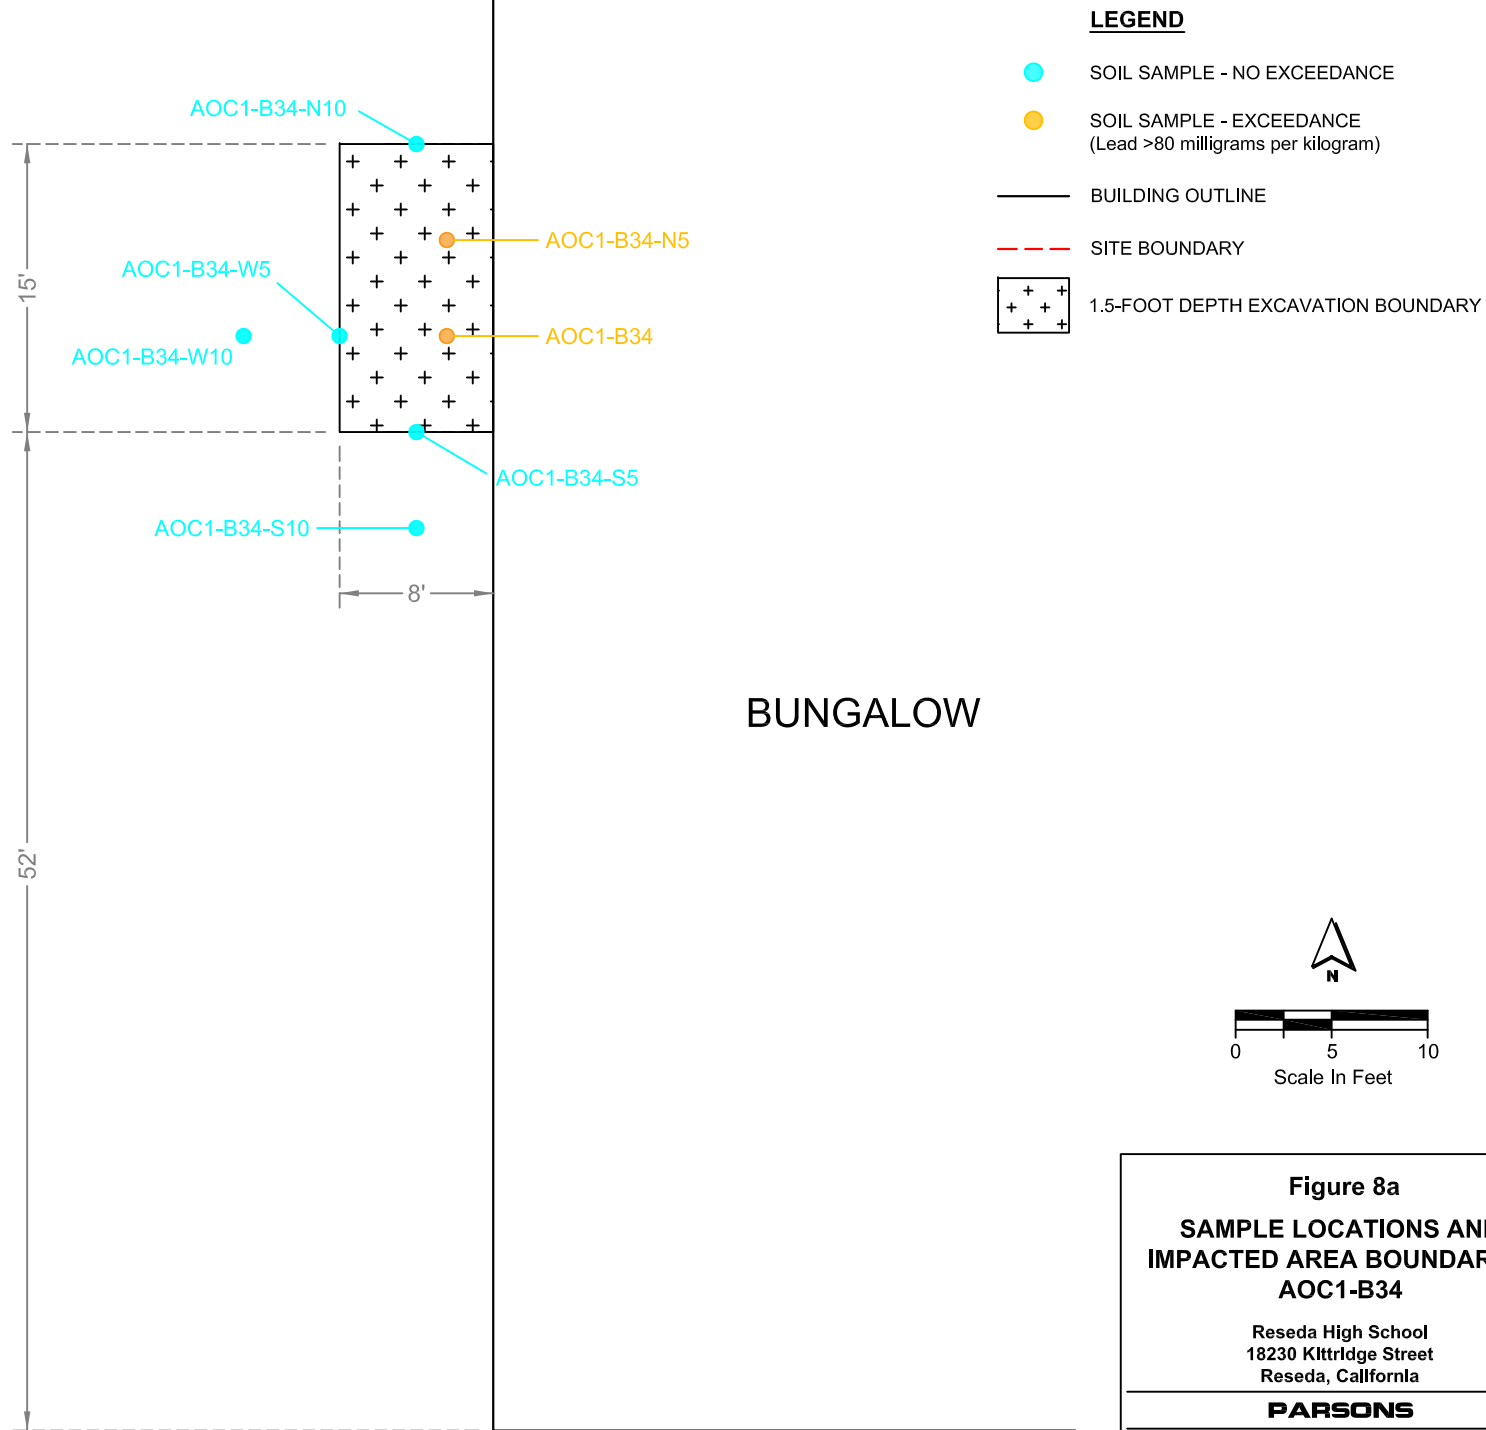 LEGEND
SOIL SAMPLE - NO EXCEEDANCE
SOIL SAMPLE - EXCEEDANCE
(Lead >80 milligrams per kilogram)
BUILDING OUTLINE
SITE BOUNDARY
1.5-FOOT DEPTH EXCAVATION BOUNDARY
AOC1-B34-N10
AOC1-B34-N5
AOC1-B34-W5
15'
AOC1-B34
AOC1-B34-W10
AOC1-B34-S5
AOC1-B34-S10
8'
BUNGALOW
52'
N
0 5 10
Scale In Feet
Figure 8a
SAMPLE LOCATIONS
IMPACTED AREA
AOC1-B34
Reseda High School
18230 Kittridge Street
Reseda, California
PARSONS